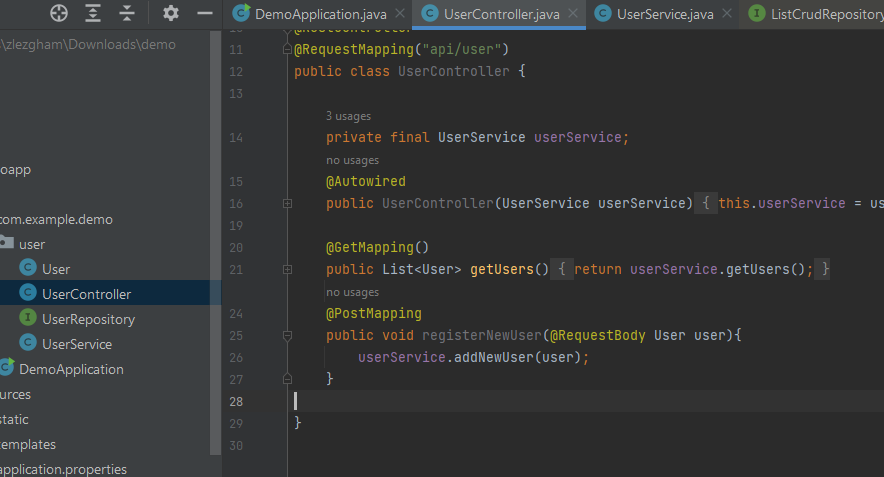 zlezgham\Downloads\demo
DemoApplication.java
UserController.java
UserService.java
ListCrudRepository
oapp
com.example.demo
user
User
UserController
UserRepository
UserService
DemoApplication
urces
static
templates
application.properties
11 @RequestMapping("api/user")
12 public class UserController {
13
3 usages
14 private final UserService userService;
no usages
15 @Autowired
16 public UserController(UserService userService) { this.userService = us
19
20 @GetMapping()
21 public List<User> getUsers() { return userService.getUsers(); }
no usages
24 @PostMapping
25 public void registerNewUser(@RequestBody User user){
26 userService.addNewUser(user);
27 }
28
29 }
30